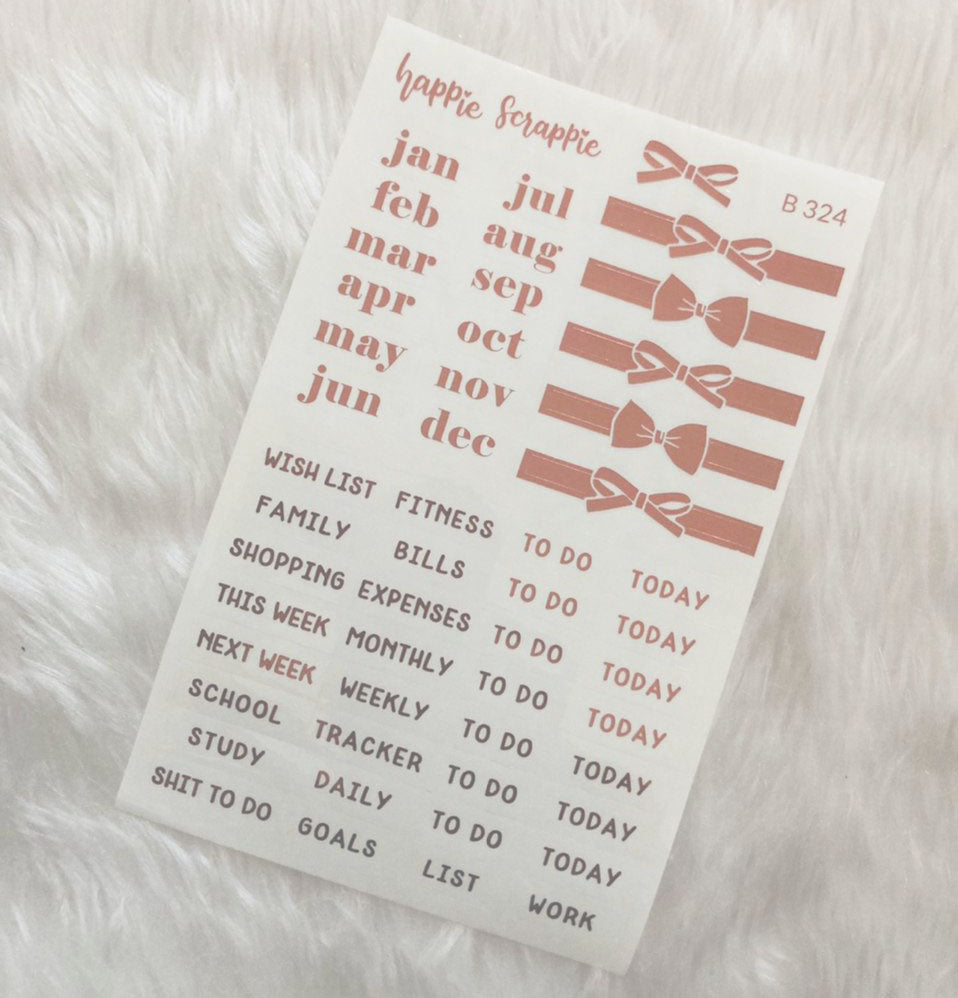 happie Scrappie
B 324
jan jul
feb aug
mar sep
apr oct
may nov
jun dec
WISH LIST FITNESS TO DO TODAY
FAMILY BILLS TO DO TODAY
SHOPPING EXPENSES TO DO TODAY
THIS WEEK MONTHLY TO DO TODAY
NEXT WEEK WEEKLY TO DO TODAY
SCHOOL TRACKER TO DO TODAY
STUDY DAILY TO DO TODAY
SHIT TO DO GOALS LIST WORK